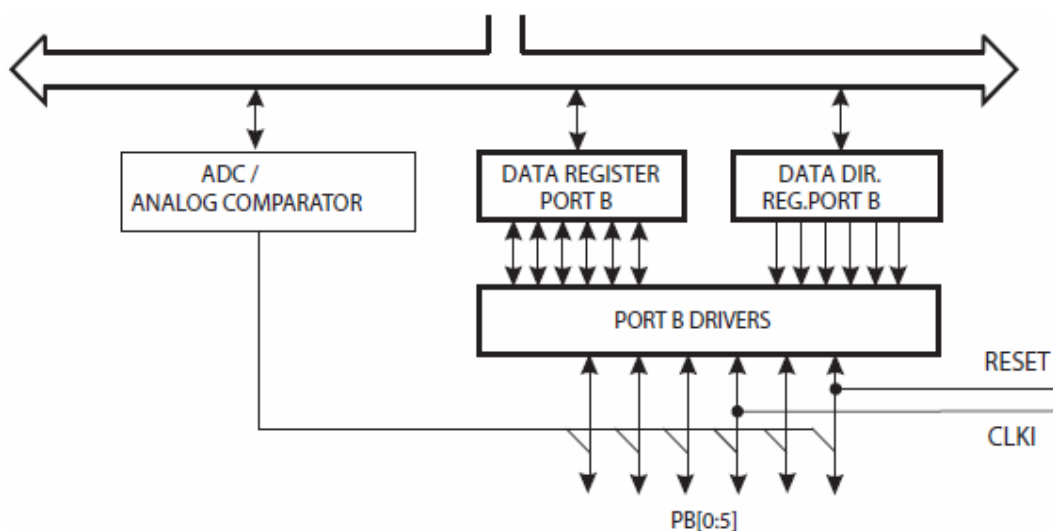 ADC /
ANALOG COMPARATOR
DATA REGISTER
PORT B
DATA DIR.
REG.PORT B
PORT B DRIVERS
RESET
CLKI
PB[0:5]